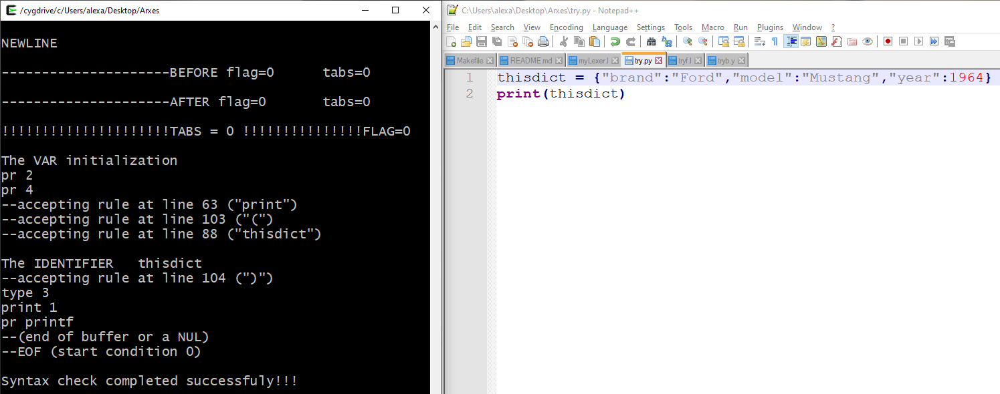 /cygdrive/c/Users/alexa/Desktop/Arxes
NEWLINE
---------------------BEFORE flag=0      tabs=0
---------------------AFTER flag=0       tabs=0
!!!!!!!!!!!!!!!!!!!!!TABS = 0 !!!!!!!!!!!!!!!FLAG=0
The VAR initialization
pr 2
pr 4
--accepting rule at line 63 ("print")
--accepting rule at line 103 ("(")
--accepting rule at line 88 ("thisdict")
The IDENTIFIER   thisdict
--accepting rule at line 104 (")")
type 3
print 1
pr printf
--(end of buffer or a NUL)
--EOF (start condition 0)
Syntax check completed successfuly!!!
C:\Users\alexa\Desktop\Arxes\try.py - Notepad++
File Edit Search View Encoding Language Settings Tools Macro Run Plugins Window ?
Makefile README.md myLexer.l try.py tryf.l tryb.y
1 thisdict = {"brand":"Ford","model":"Mustang","year":1964}
2 print(thisdict)